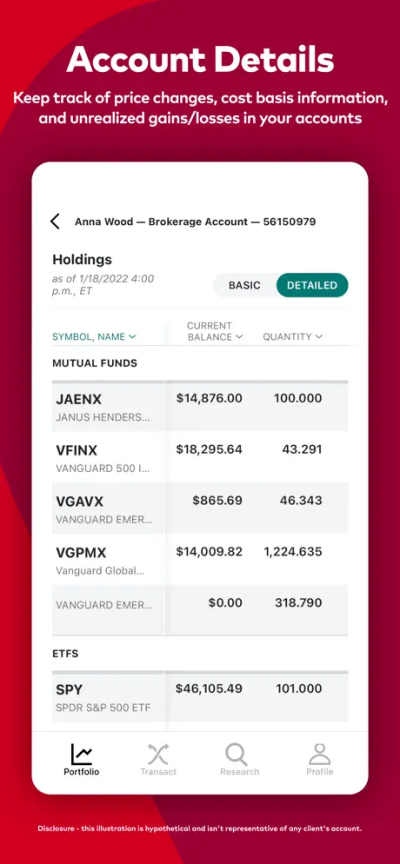 Account Details
Keep track of price changes, cost basis information,
and unrealized gains/losses in your accounts
Anna Wood — Brokerage Account — 56150979
Holdings
as of 1/18/2022 4:00
p.m., ET
BASIC DETAILED
SYMBOL, NAME CURRENT BALANCE QUANTITY
MUTUAL FUNDS
JAENX $14,876.00 100.000
JANUS HENDERS...
VFINX $18,295.64 43.291
VANGUARD 500 I...
VGAVX $865.69 46.343
VANGUARD EMER...
VGPMX $14,009.82 1,224.635
Vanguard Global...
VANGUARD EMER... $0.00 318.790
ETFS
SPY $46,105.49 101.000
SPDR S&P 500 ETF
Portfolio Transact Research Profile
Disclosure - this illustration is hypothetical and isn't representative of any client's account.